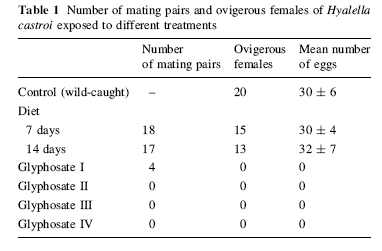 Table 1 Number of mating pairs and ovigerous females of Hyalella
castroi exposed to different treatments
Number of mating pairs Ovigerous females Mean number of eggs
Control (wild-caught) – 20 30 ± 6
Diet
7 days 18 15 30 ± 4
14 days 17 13 32 ± 7
Glyphosate I 4 0 0
Glyphosate II 0 0 0
Glyphosate III 0 0 0
Glyphosate IV 0 0 0